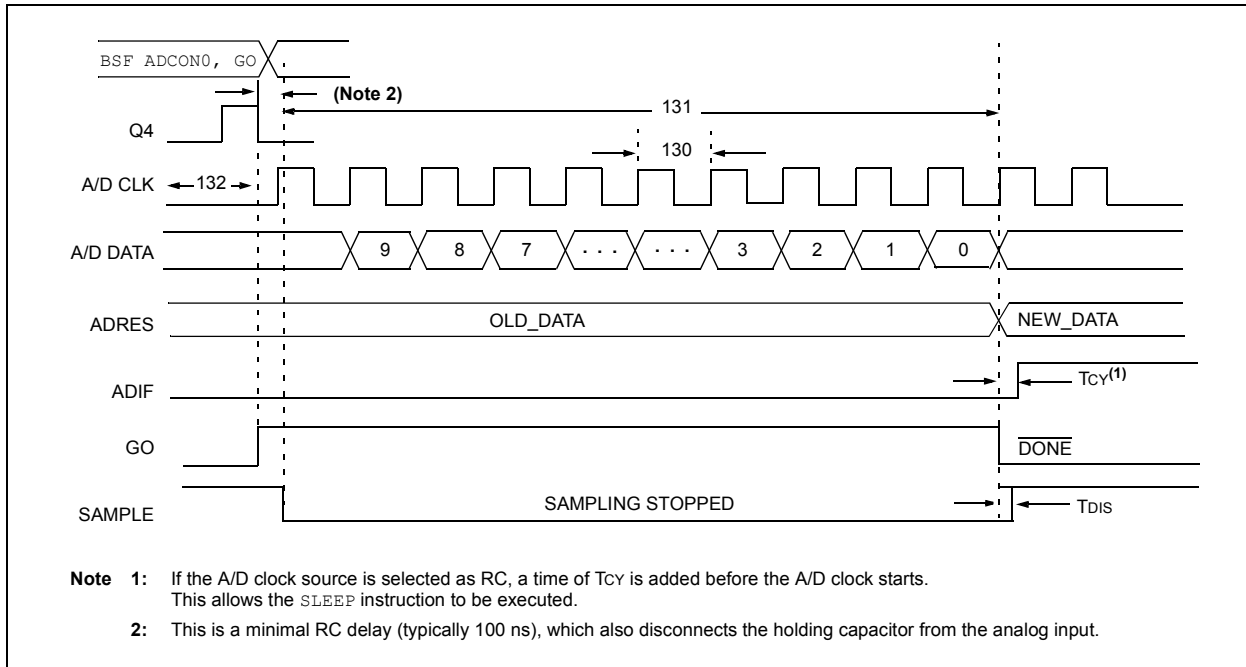 BSF ADCON0, GO
(Note 2)
131
Q4
130
A/D CLK
132
A/D DATA
9 8 7 . . . . . . 3 2 1 0
ADRES
OLD_DATA
NEW_DATA
ADIF
TCY(1)
GO
DONE
SAMPLE
SAMPLING STOPPED
TDIS
Note 1: If the A/D clock source is selected as RC, a time of TCY is added before the A/D clock starts.
This allows the SLEEP instruction to be executed.
2: This is a minimal RC delay (typically 100 ns), which also disconnects the holding capacitor from the analog input.